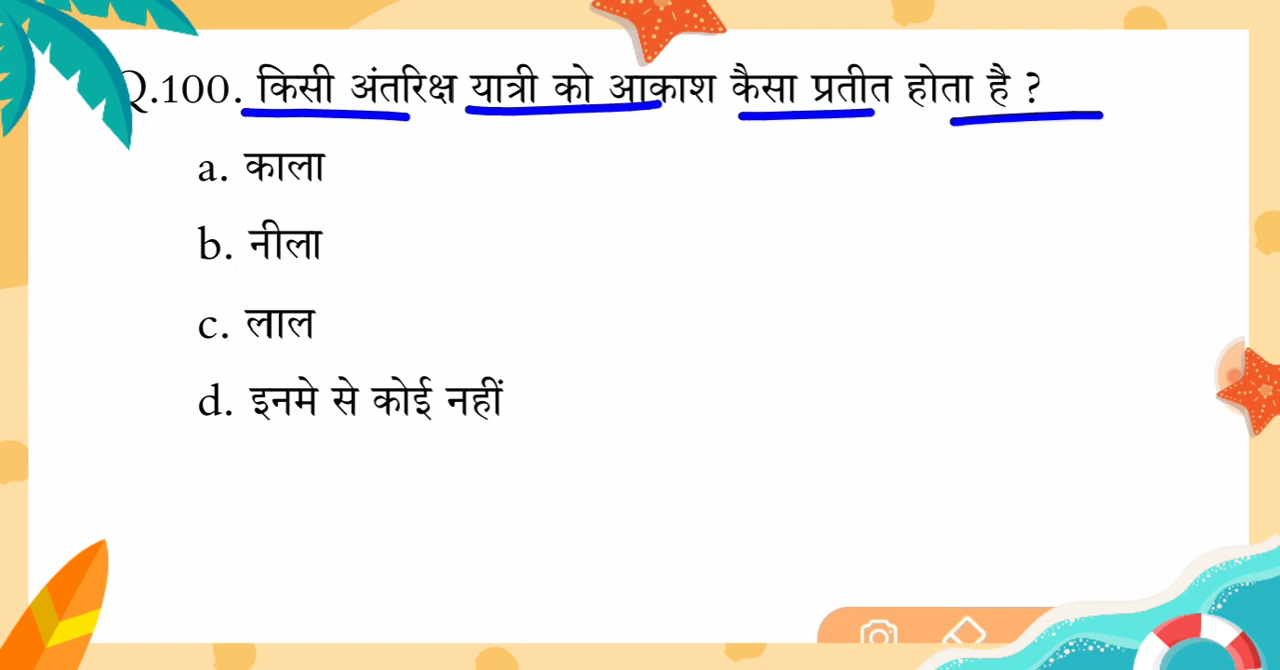 Q.100. किसी अंतरिक्ष यात्री को आकाश कैसा प्रतीत होता है ?
a. काला
b. नीला
c. लाल
d. इनमे से कोई नहीं